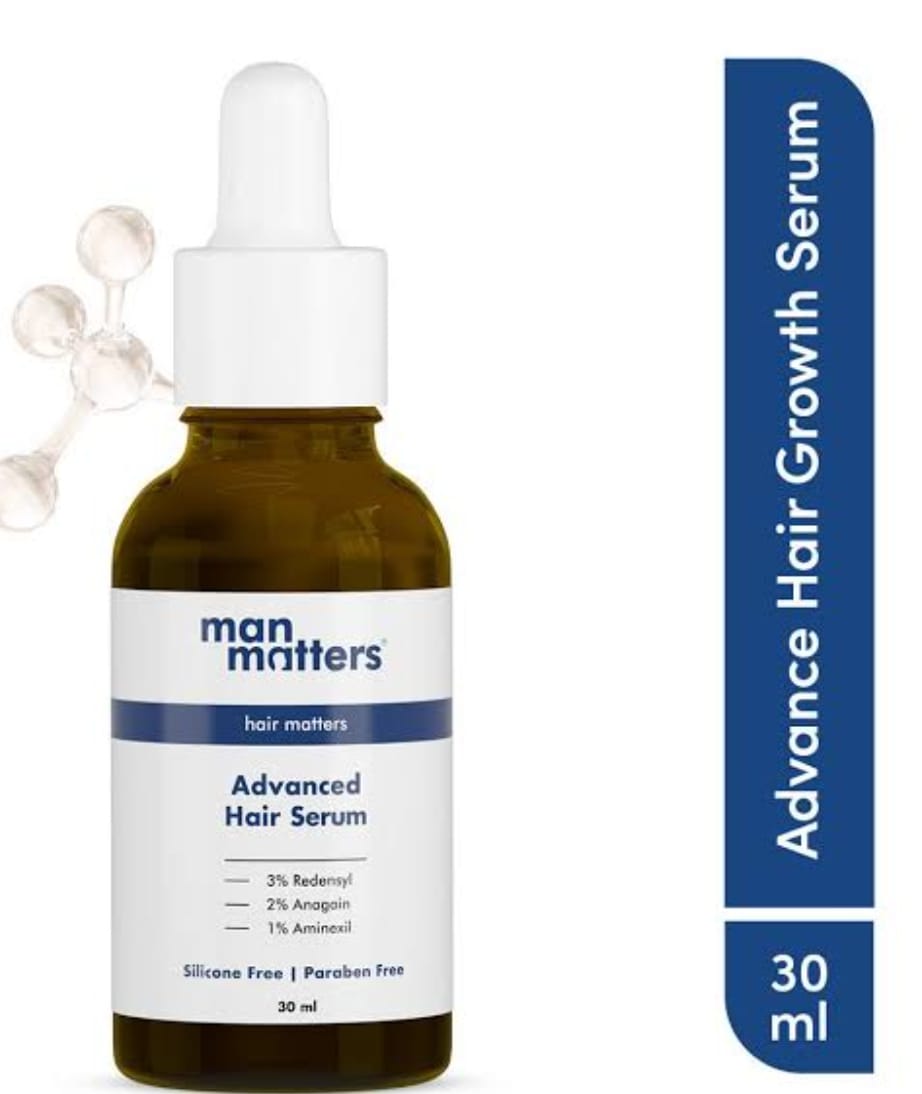 man
matters
hair matters
Advanced
Hair Serum
3% Redensyl
2% Anagain
1% Aminexil
Silicone Free | Paraben Free
30 ml
Advance Hair Growth Serum
30
ml